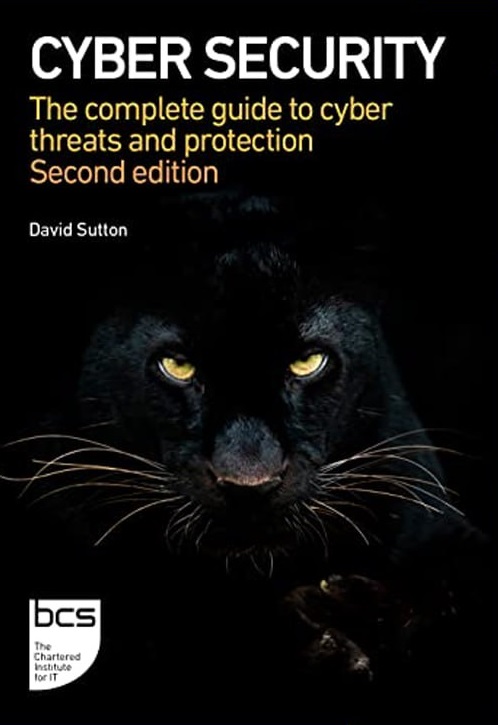 CYBER SECURITY
The complete guide to cyber
threats and protection
Second edition
David Sutton
bcs
The
Chartered
Institute
for IT